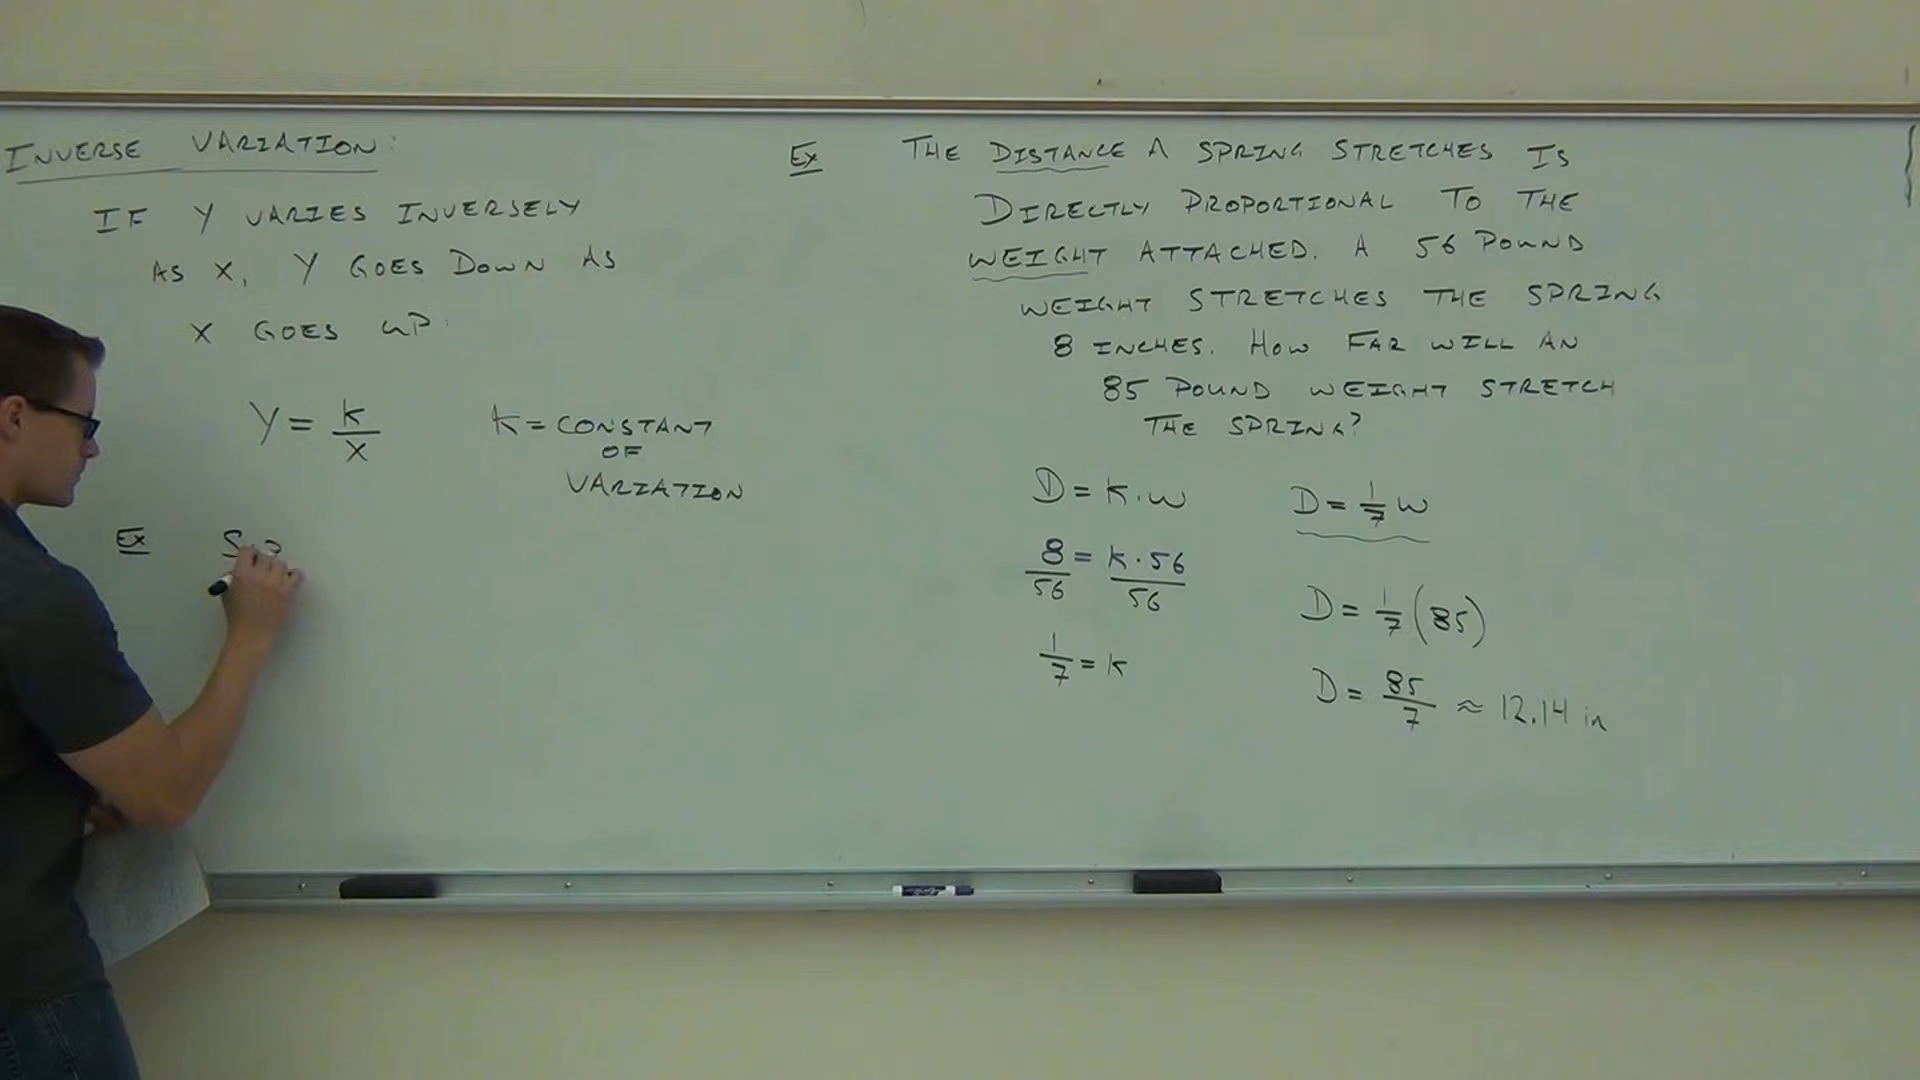 INVERSE VARIATION:
IF Y VARIES INVERSELY
AS X, Y GOES DOWN AS
X GOES UP.
Y = k/x
K = CONSTANT
OF
VARIATION
Ex
Ex THE DISTANCE A SPRING STRETCHES IS
DIRECTLY PROPORTIONAL TO THE
WEIGHT ATTACHED. A 56 POUND
WEIGHT STRETCHES THE SPRING
8 INCHES. HOW FAR WILL AN
85 POUND WEIGHT STRETCH
THE SPRING?
D = K · W
8/56 = K · 56/56
1/7 = K
D = 1/7 W
D = 1/7 (85)
D = 85/7 ≈ 12.14 in